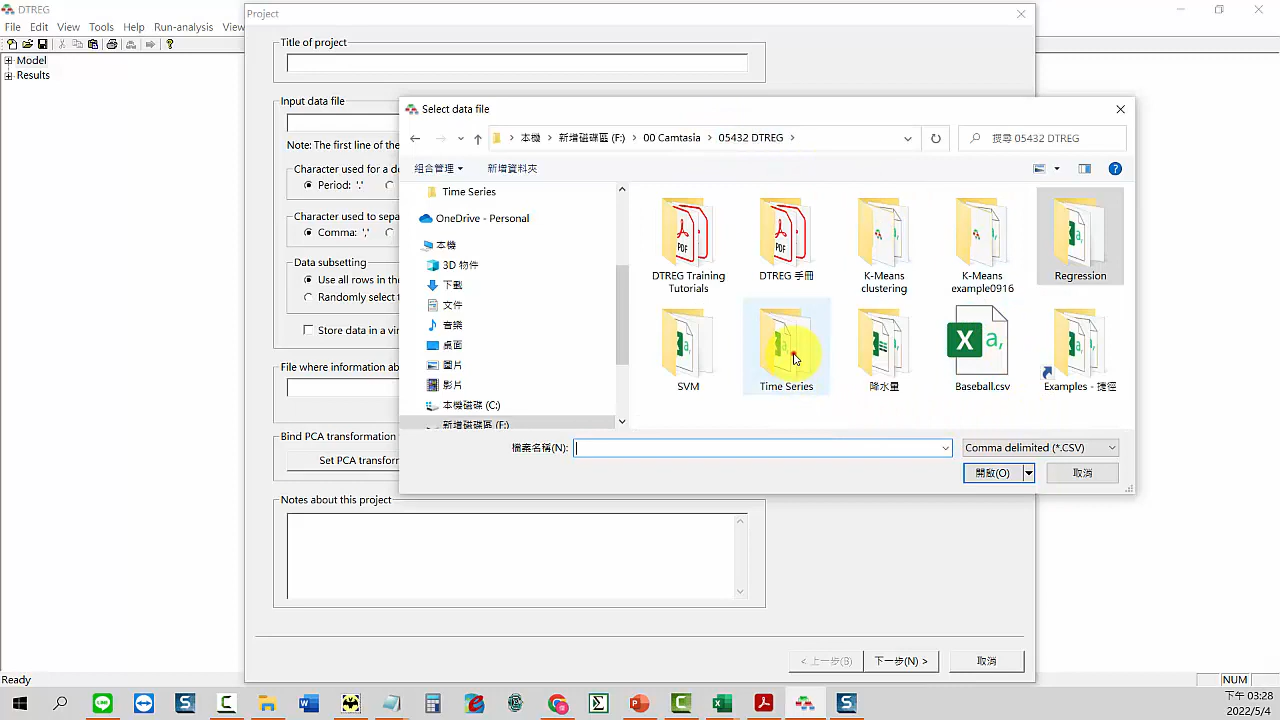 DTREG
File Edit View Tools Help Run-analysis View
Model
Results
Project
Title of project
Input data file
Note: The first line of the
Character used for a de
Period: '.'
Character used to sepa
Comma: ','
Data subsetting
Use all rows in the
Randomly select t
Store data in a vir
File where information ab
Bind PCA transformation
Set PCA transform
Notes about this project
< 上一步(B)
下一步(N) >
取消
Select data file
本機 > 新增磁碟區 (F:) > 00 Camtasia > 05432 DTREG >
搜尋 05432 DTREG
組合管理
新增資料夾
Time Series
OneDrive - Personal
本機
3D 物件
下載
文件
音樂
桌面
圖片
影片
本機磁碟 (C:)
新增磁碟區 (F:)
DTREG Training Tutorials
DTREG 手冊
K-Means clustering
K-Means example0916
Regression
SVM
Time Series
降水量
Baseball.csv
Examples - 捷徑
檔案名稱(N):
Comma delimited (*.CSV)
開啟(O)
取消
Ready
NUM
下午 03:28
2022/5/4